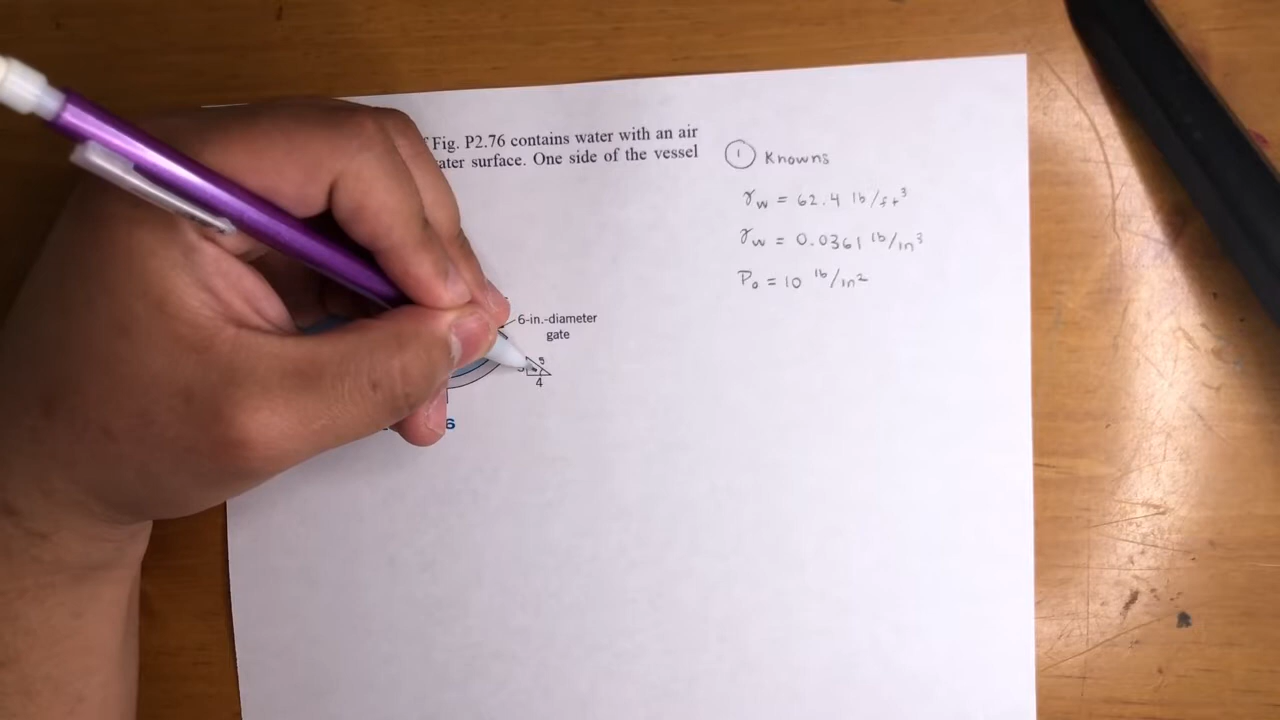 Fig. P2.76 contains water with an air
ater surface. One side of the vessel
1 Knowns
γw = 62.4 lb/ft³
γw = 0.0361 lb/in³
P₀ = 10 lb/in²
6-in.-diameter
gate
5
4
6